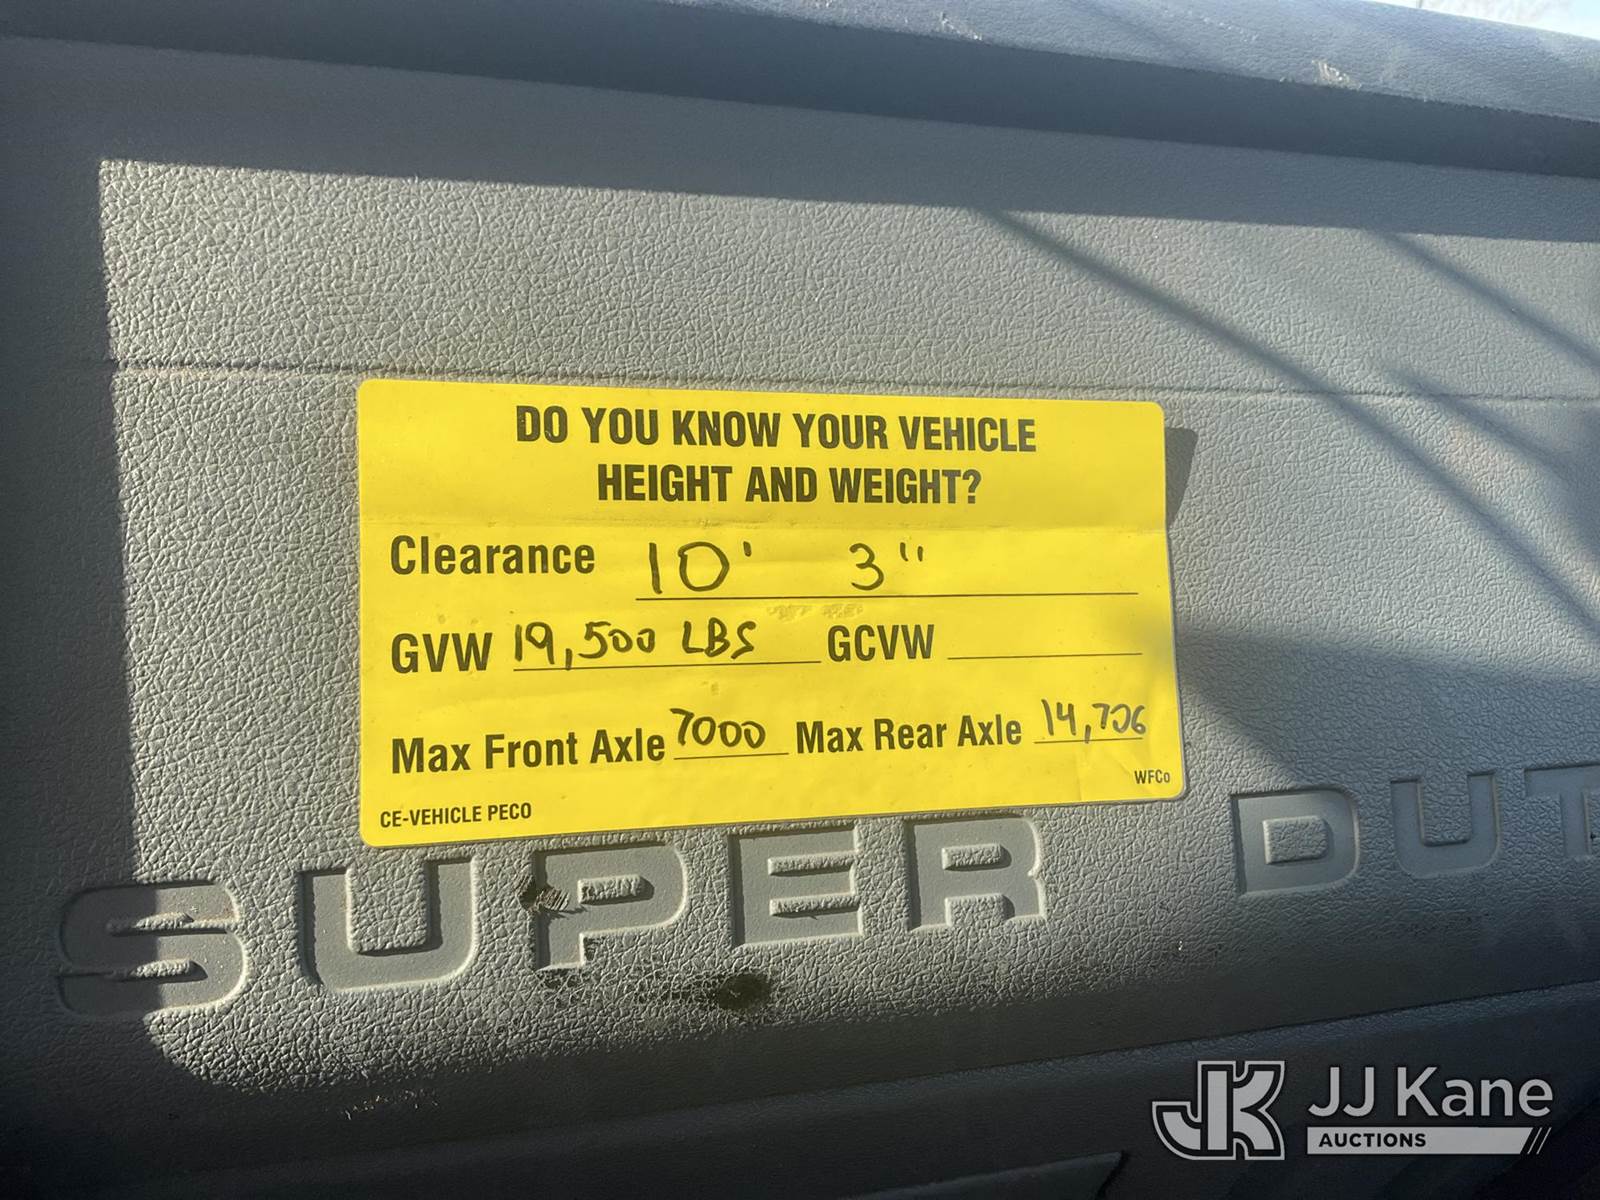 DO YOU KNOW YOUR VEHICLE
HEIGHT AND WEIGHT?
Clearance 10' 3"
GVW 19,500 LBS GCVW
Max Front Axle 7000 Max Rear Axle 14,706
WFCo
CE-VEHICLE PECO
SUPER DUT
JK JJ Kane
AUCTIONS